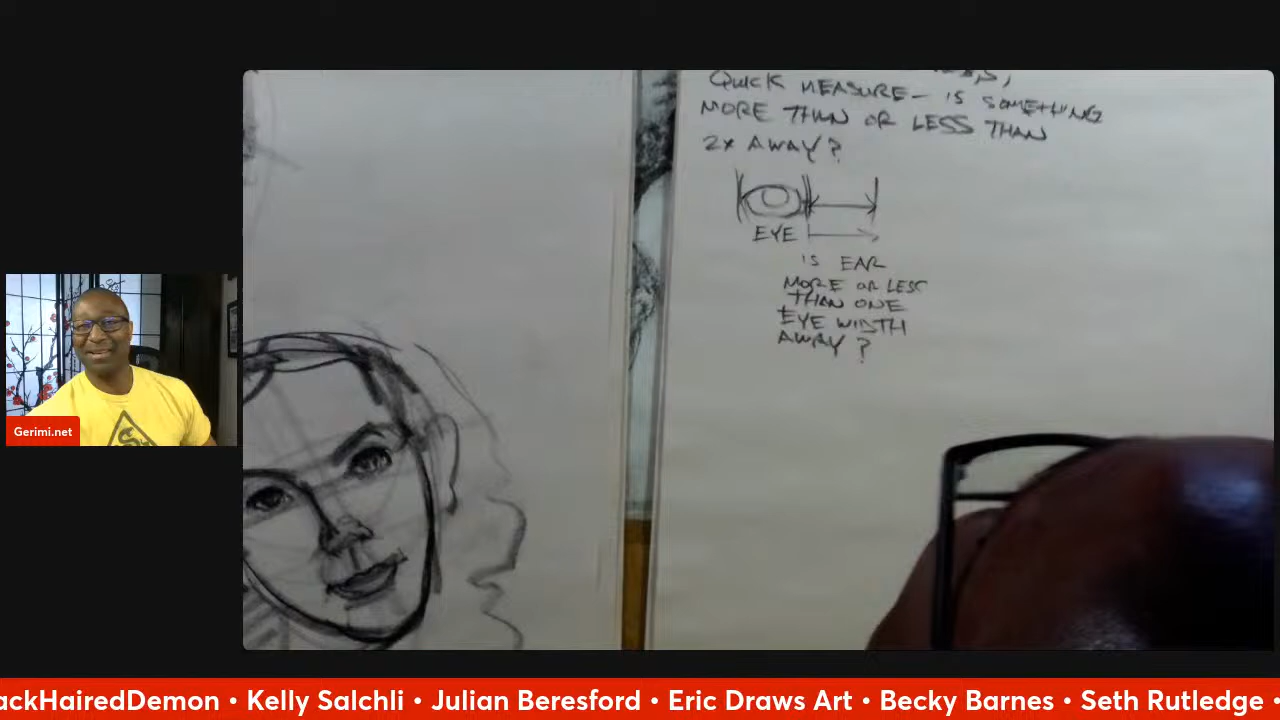 QUICK MEASURE – IS SOMETHING
MORE THAN OR LESS THAN
2x AWAY?
EYE
IS EAR
MORE OR LESS
THAN ONE
EYE WIDTH
AWAY?
Gerimi.net
ackHairedDemon • Kelly Salchli • Julian Beresford • Eric Draws Art • Becky Barnes • Seth Rutledge •